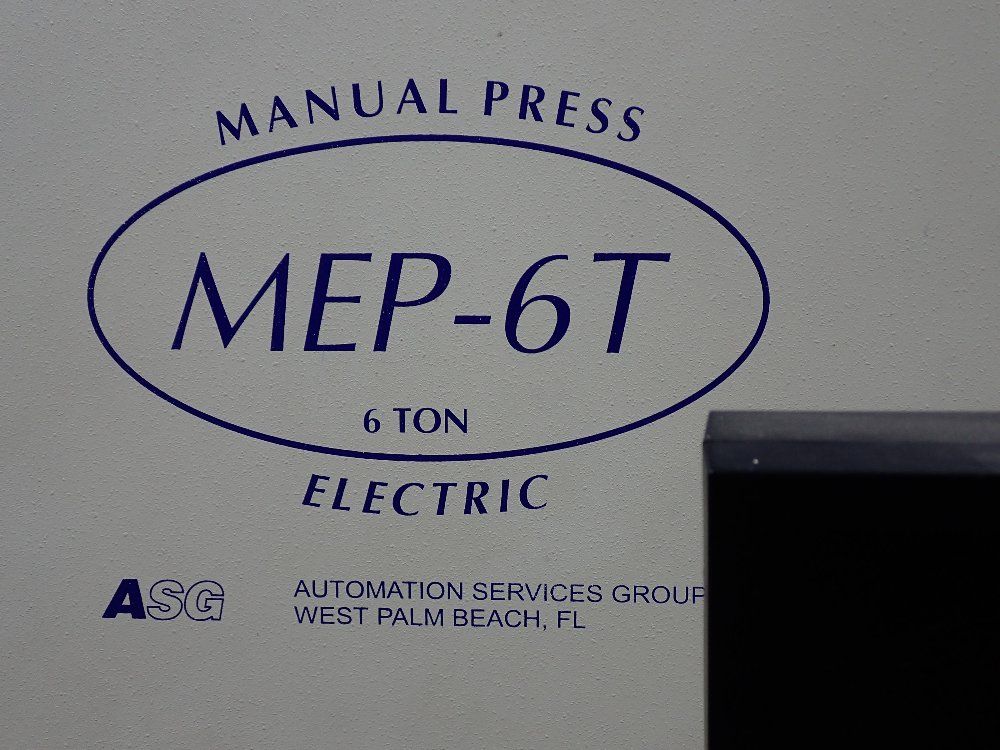 MANUAL PRESS
MEP-6T
6 TON
ELECTRIC
ASG
AUTOMATION SERVICES GROUP
WEST PALM BEACH, FL